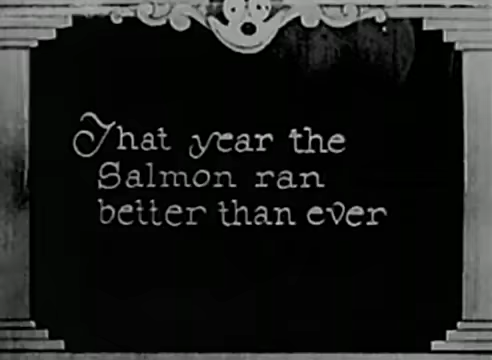 That year the
Salmon ran
better than ever